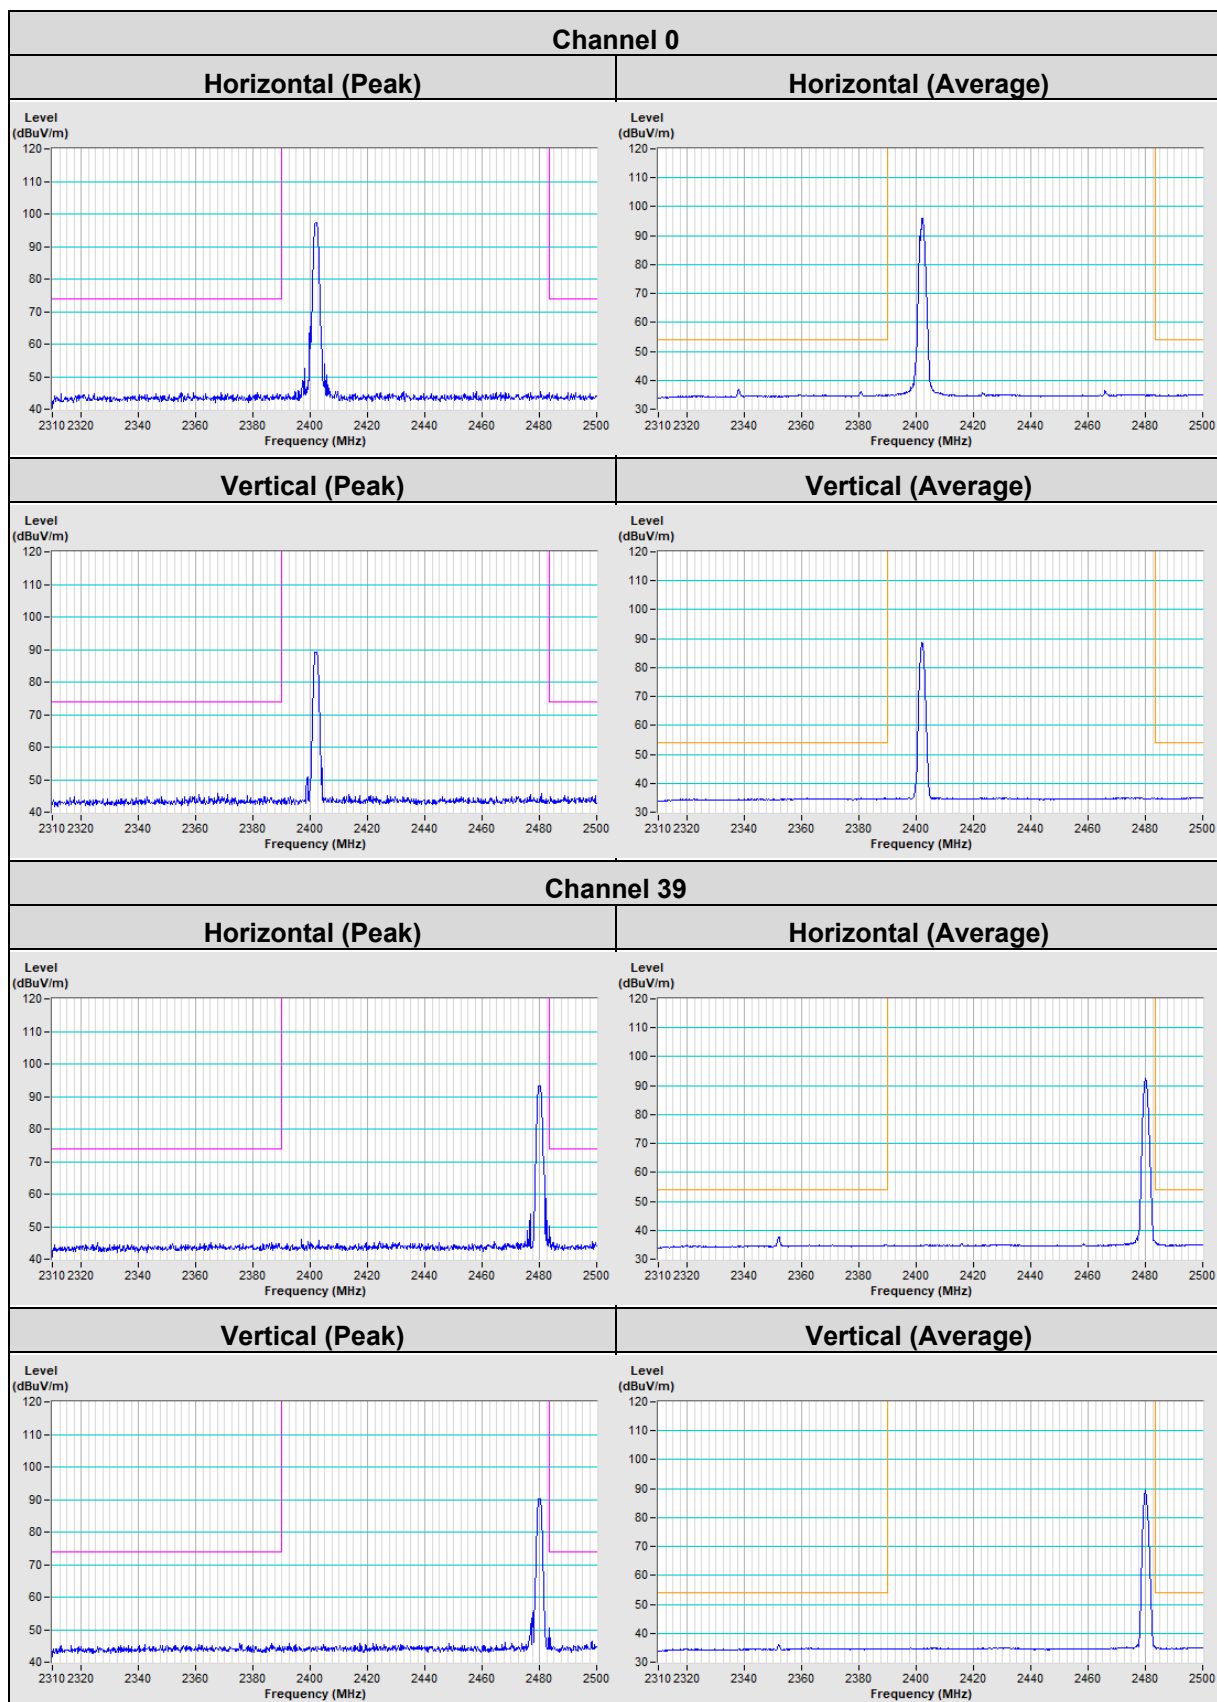 Channel 0
Horizontal (Peak) Horizontal (Average)
Level Level
(dBuV/m) (dBuV/m)
120 120
110 110
100 100
90 90
80 80
70 70
60 60
50 50
40 40
30
2310 2320 2340 2360 2380 2400 2420 2440 2460 2480 2500 2310 2320 2340 2360 2380 2400 2420 2440 2460 2480 2500
Frequency (MHz) Frequency (MHz)
Vertical (Peak) Vertical (Average)
Level Level
(dBuV/m) (dBuV/m)
120 120
110 110
100 100
90 90
80 80
70 70
60 60
50 50
40 40
30
2310 2320 2340 2360 2380 2400 2420 2440 2460 2480 2500 2310 2320 2340 2360 2380 2400 2420 2440 2460 2480 2500
Frequency (MHz) Frequency (MHz)
Channel 39
Horizontal (Peak) Horizontal (Average)
Level Level
(dBuV/m) (dBuV/m)
120 120
110 110
100 100
90 90
80 80
70 70
60 60
50 50
40 40
30
2310 2320 2340 2360 2380 2400 2420 2440 2460 2480 2500 2310 2320 2340 2360 2380 2400 2420 2440 2460 2480 2500
Frequency (MHz) Frequency (MHz)
Vertical (Peak) Vertical (Average)
Level Level
(dBuV/m) (dBuV/m)
120 120
110 110
100 100
90 90
80 80
70 70
60 60
50 50
40 40
30
2310 2320 2340 2360 2380 2400 2420 2440 2460 2480 2500 2310 2320 2340 2360 2380 2400 2420 2440 2460 2480 2500
Frequency (MHz) Frequency (MHz)